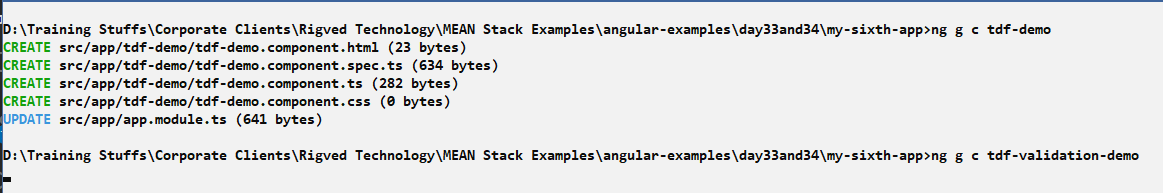 D:\Training Stuffs\Corporate Clients\Rigved Technology\MEAN Stack Examples\angular-examples\day33and34\my-sixth-app>ng g c tdf-demo
CREATE src/app/tdf-demo/tdf-demo.component.html (23 bytes)
CREATE src/app/tdf-demo/tdf-demo.component.spec.ts (634 bytes)
CREATE src/app/tdf-demo/tdf-demo.component.ts (282 bytes)
CREATE src/app/tdf-demo/tdf-demo.component.css (0 bytes)
UPDATE src/app/app.module.ts (641 bytes)
D:\Training Stuffs\Corporate Clients\Rigved Technology\MEAN Stack Examples\angular-examples\day33and34\my-sixth-app>ng g c tdf-validation-demo